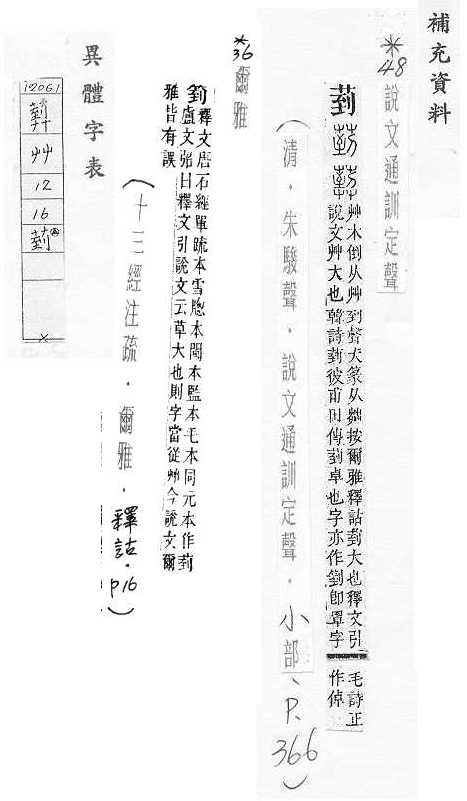 補充資料
*48
說文通訓定聲
菿
艸木倒从艸到聲大篆从茻按爾雅釋詁菿大也釋文引
說文艸大也韓詩菿彼甫田傳菿卓也字亦作箌即罩字
毛詩正
作倬
(清.朱駿聲.說文通訓定聲.小部、P.366)
*36
爾雅
箌釋文唐石經單疏本雪牎本閩本監本毛本同元本作菿
盧文弨曰釋文引說文云草大也則字當從艸今說文爾
雅皆有誤
(十三經注疏.爾雅.釋詁.p16)
異體字表
12061
艸
12
16
菿